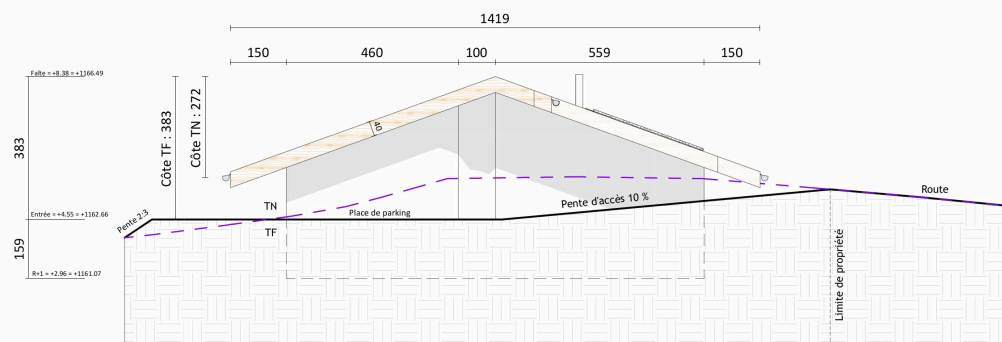 1419
150
460
100
559
150
Faîte = +8.38 = +1166.49
383
Côte TF : 383
Côte TN : 272
40
Entrée = +4.55 = +1162.66
Pente 2:3
TN
TF
Place de parking
Pente d'accès 10 %
Route
159
R+1 = +2.96 = +1161.07
Limite de propriété